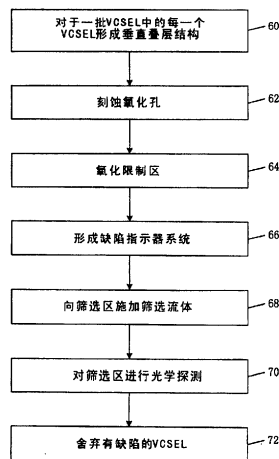 对于一批VCSEL中的每一个
VCSEL形成垂直叠层结构
60
刻蚀氧化孔
62
氧化限制区
64
形成缺陷指示器系统
66
向筛选区施加筛选流体
68
对筛选区进行光学探测
70
舍弃有缺陷的VCSEL
72